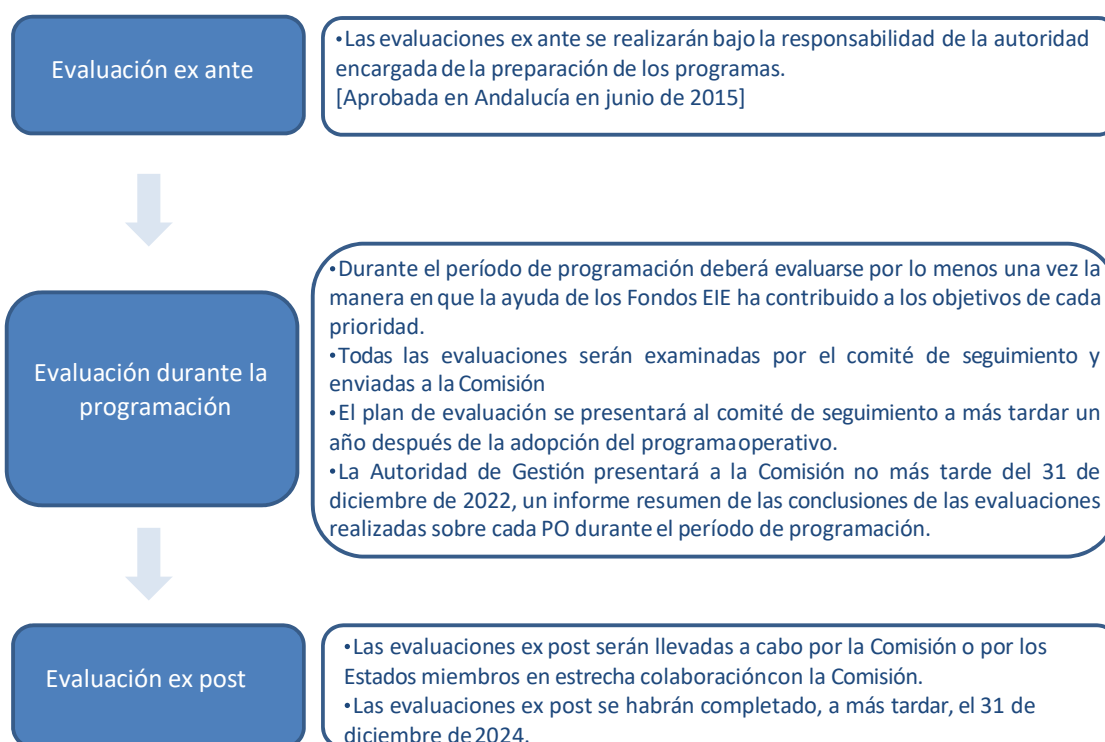 Evaluación ex ante
•Las evaluaciones ex ante se realizarán bajo la responsabilidad de la autoridad
encargada de la preparación de los programas.
[Aprobada en Andalucía en junio de 2015]
Evaluación durante la
programación
•Durante el período de programación deberá evaluarse por lo menos una vez la
manera en que la ayuda de los Fondos EIE ha contribuido a los objetivos de cada
prioridad.
•Todas las evaluaciones serán examinadas por el comité de seguimiento y
enviadas a la Comisión
•El plan de evaluación se presentará al comité de seguimiento a más tardar un
año después de la adopción del programaoperativo.
•La Autoridad de Gestión presentará a la Comisión no más tarde del 31 de
diciembre de 2022, un informe resumen de las conclusiones de las evaluaciones
realizadas sobre cada PO durante el período de programación.
Evaluación ex post
•Las evaluaciones ex post serán llevadas a cabo por la Comisión o por los
Estados miembros en estrecha colaboracióncon la Comisión.
•Las evaluaciones ex post se habrán completado, a más tardar, el 31 de
diciembre de2024.